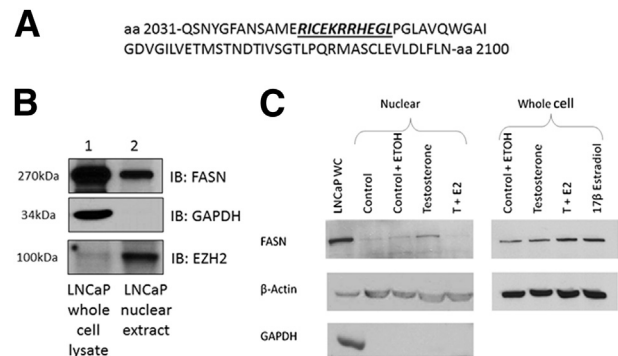 A
aa 2031-QSNYGFANSAMERICEKRRHEGLPGLAVQWGAI
GDVGILVETMSTNDTIVSGTLPQRMASCLEVLDLFLN-aa 2100
B
1 2
270kDa IB: FASN
34kDa IB: GAPDH
100kDa IB: EZH2
LNCaP whole cell lysate
LNCaP nuclear extract
C
Nuclear Whole cell
LNCaP WC
Control
Control + ETOH
Testosterone
T + E2
Control + ETOH
Testosterone
T + E2
17β Estradiol
FASN
β-Actin
GAPDH